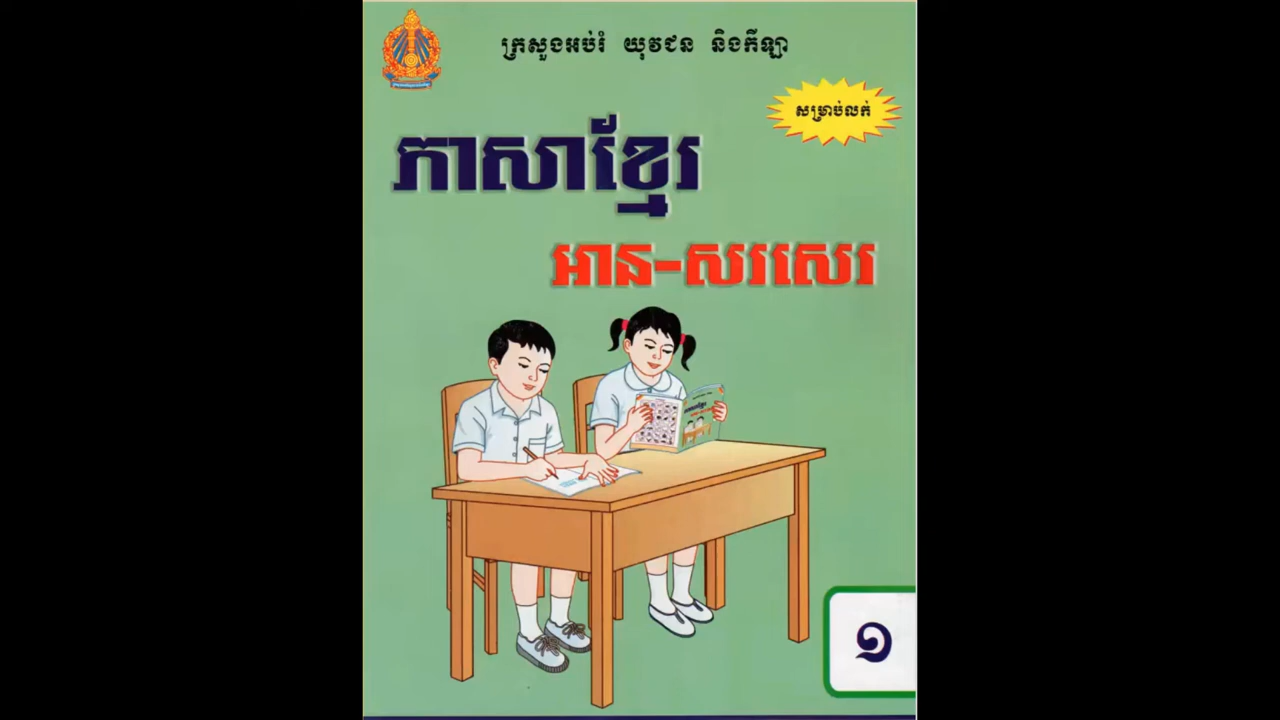 ក្រសួងអប់រំ យុវជន និងកីឡា
សម្រាប់លក់
ភាសាខ្មែរ
អាន-សរសេរ
១